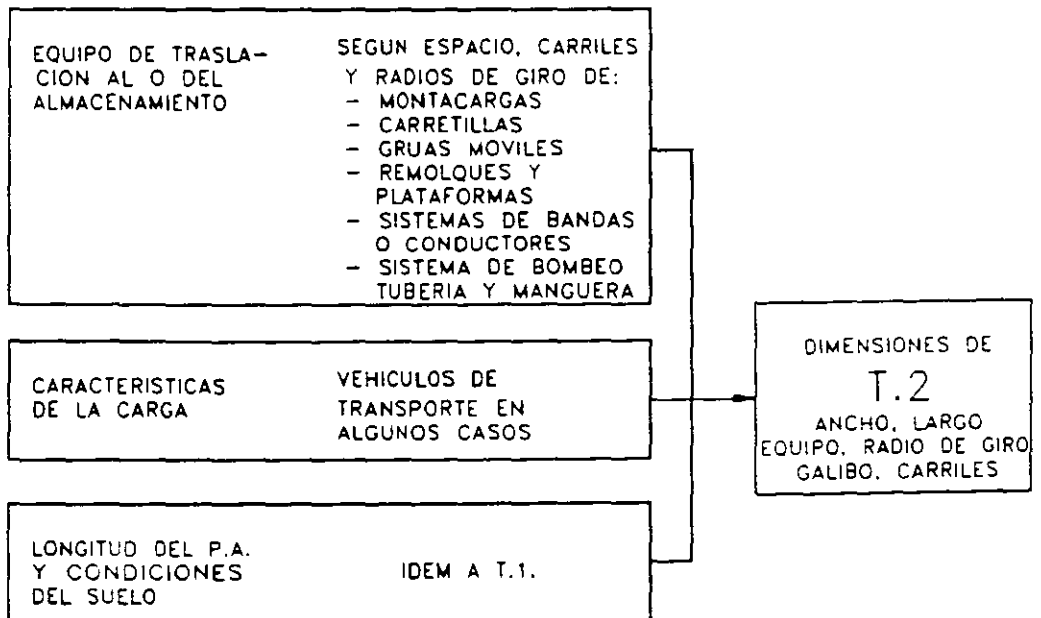 EQUIPO DE TRASLA-
CION AL O DEL
ALMACENAMIENTO
SEGUN ESPACIO, CARRILES
Y RADIOS DE GIRO DE:
- MONTACARGAS
- CARRETILLAS
- GRUAS MOVILES
- REMOLQUES Y
PLATAFORMAS
- SISTEMAS DE BANDAS
O CONDUCTORES
- SISTEMA DE BOMBEO
TUBERIA Y MANGUERA
CARACTERISTICAS
DE LA CARGA
VEHICULOS DE
TRANSPORTE EN
ALGUNOS CASOS
LONGITUD DEL P.A.
Y CONDICIONES
DEL SUELO
IDEM A T.1.
DIMENSIONES DE
T.2
ANCHO, LARGO
EQUIPO, RADIO DE GIRO
GALIBO, CARRILES